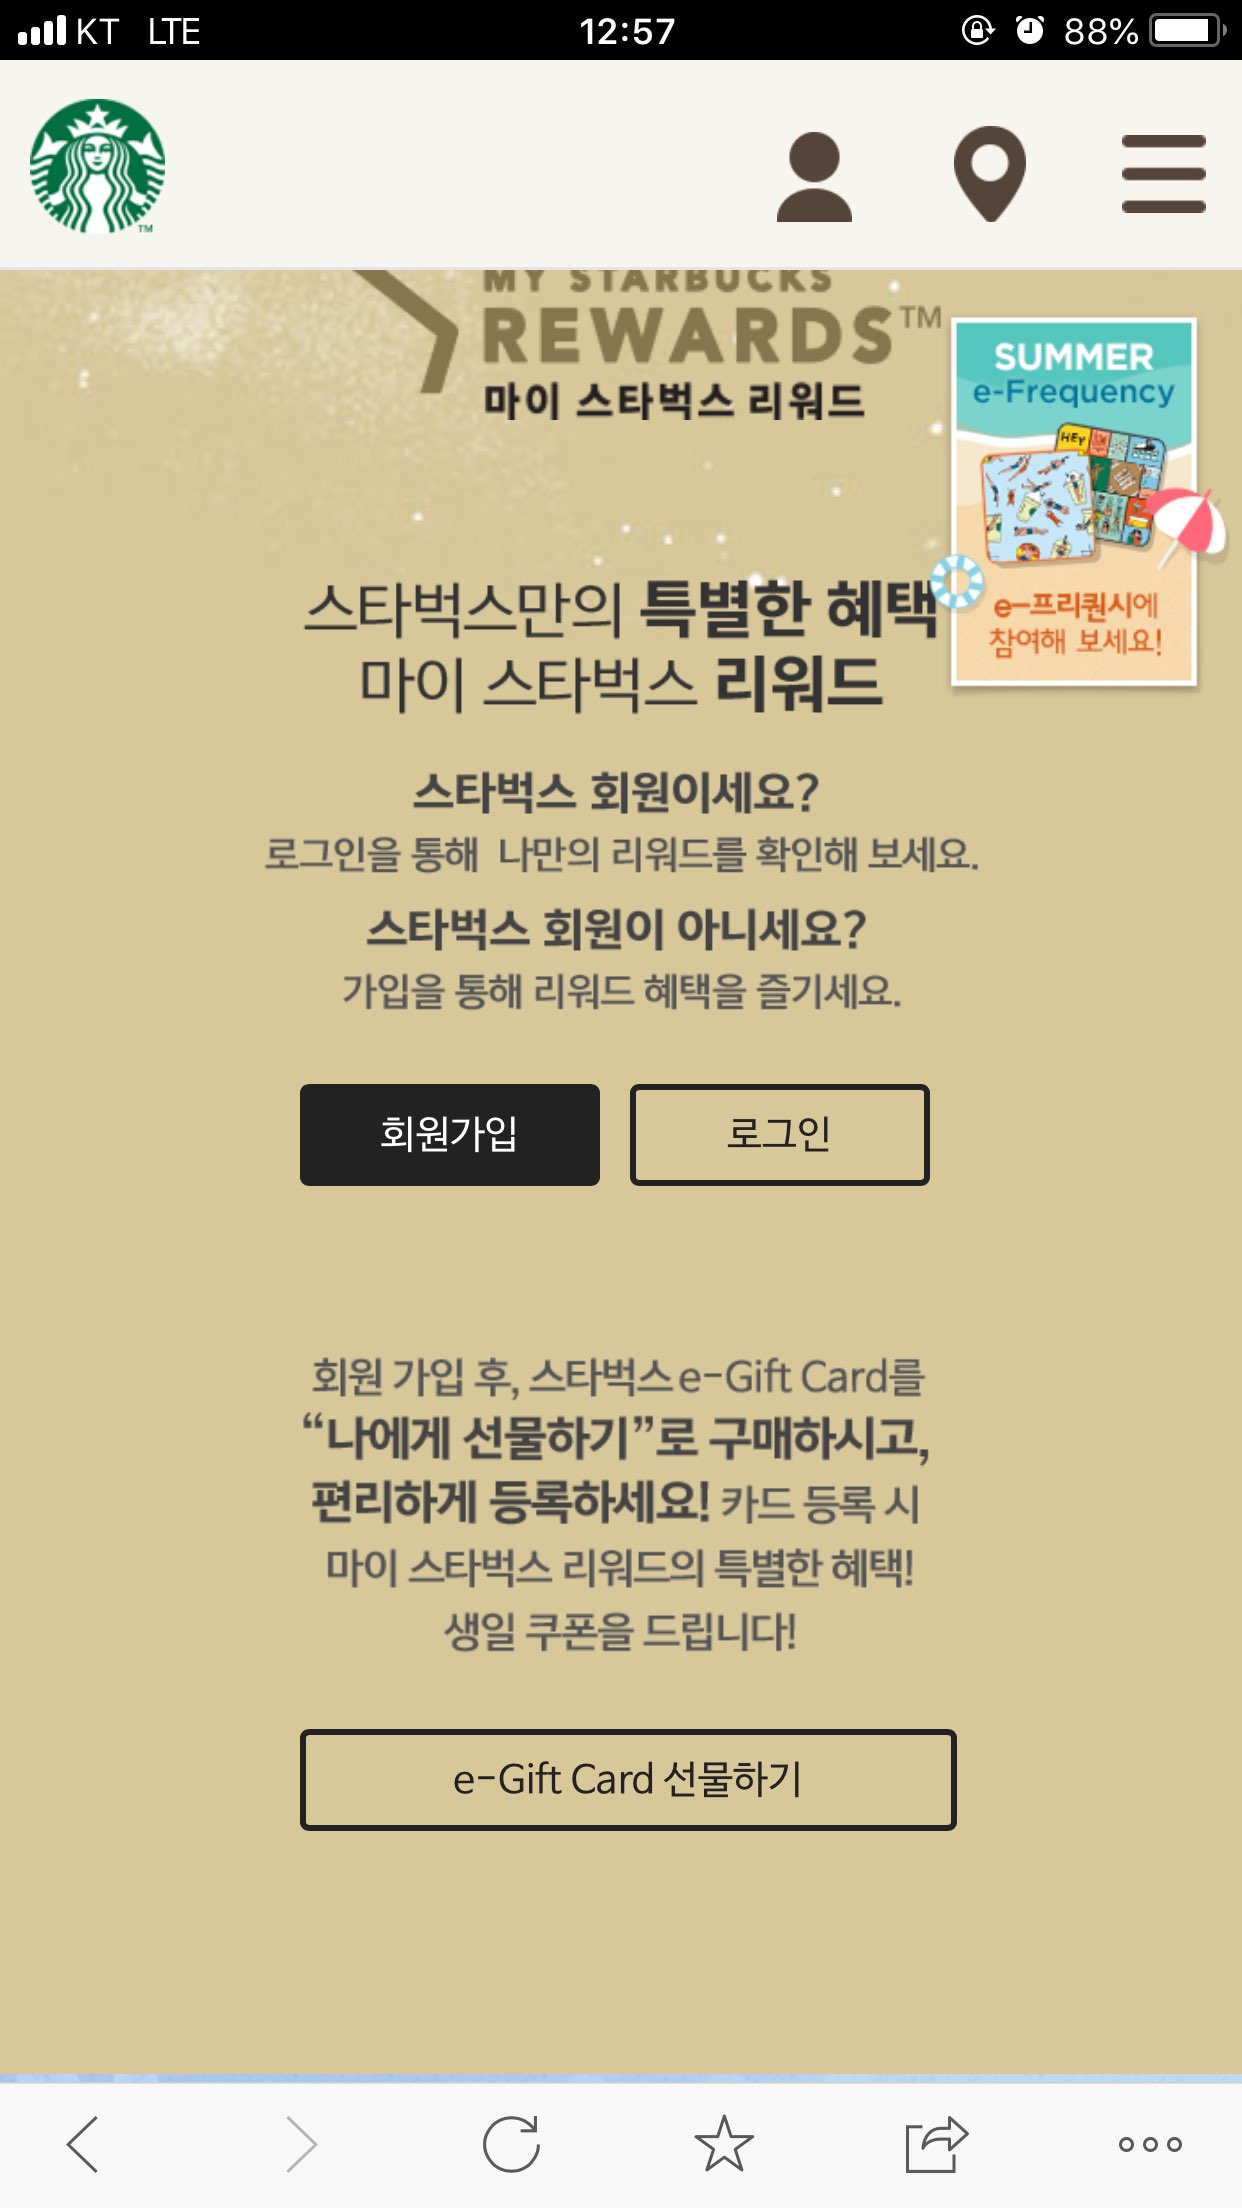 KT LTE 12:57 88%
MY STARBUCKS
REWARDS™
마이 스타벅스 리워드
SUMMER
e-Frequency
HEY
e-프리퀀시에
참여해 보세요!
스타벅스만의 특별한 혜택
마이 스타벅스 리워드
스타벅스 회원이세요?
로그인을 통해 나만의 리워드를 확인해 보세요.
스타벅스 회원이 아니세요?
가입을 통해 리워드 혜택을 즐기세요.
회원가입 로그인
회원 가입 후, 스타벅스 e-Gift Card를
“나에게 선물하기”로 구매하시고,
편리하게 등록하세요! 카드 등록 시
마이 스타벅스 리워드의 특별한 혜택!
생일 쿠폰을 드립니다!
e-Gift Card 선물하기